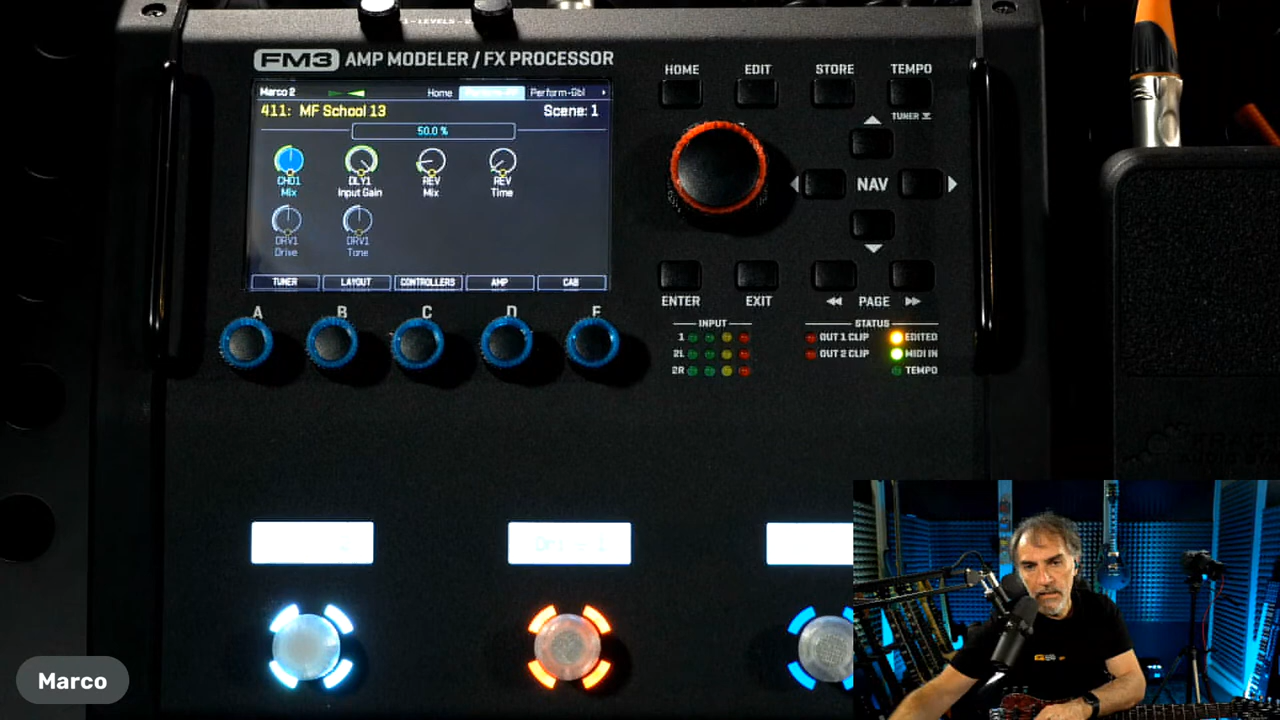 1 - LEVELS -
FM3 AMP MODELER / FX PROCESSOR
Marco 2 Home Perform-Gbl
411: MF School 13 Scene: 1
50.0 %
CHO1 Mix
DLY1 Input Gain
REV Mix
REV Time
DRV1 Drive
DRV1 Tone
TUNER LAYOUT CONTROLLERS AMP CAB
A B C D E
HOME EDIT STORE TEMPO
TUNER
NAV
ENTER EXIT PAGE
INPUT
1
2L
2R
STATUS
OUT 1 CLIP EDITED
OUT 2 CLIP MIDI IN
TEMPO
Marco